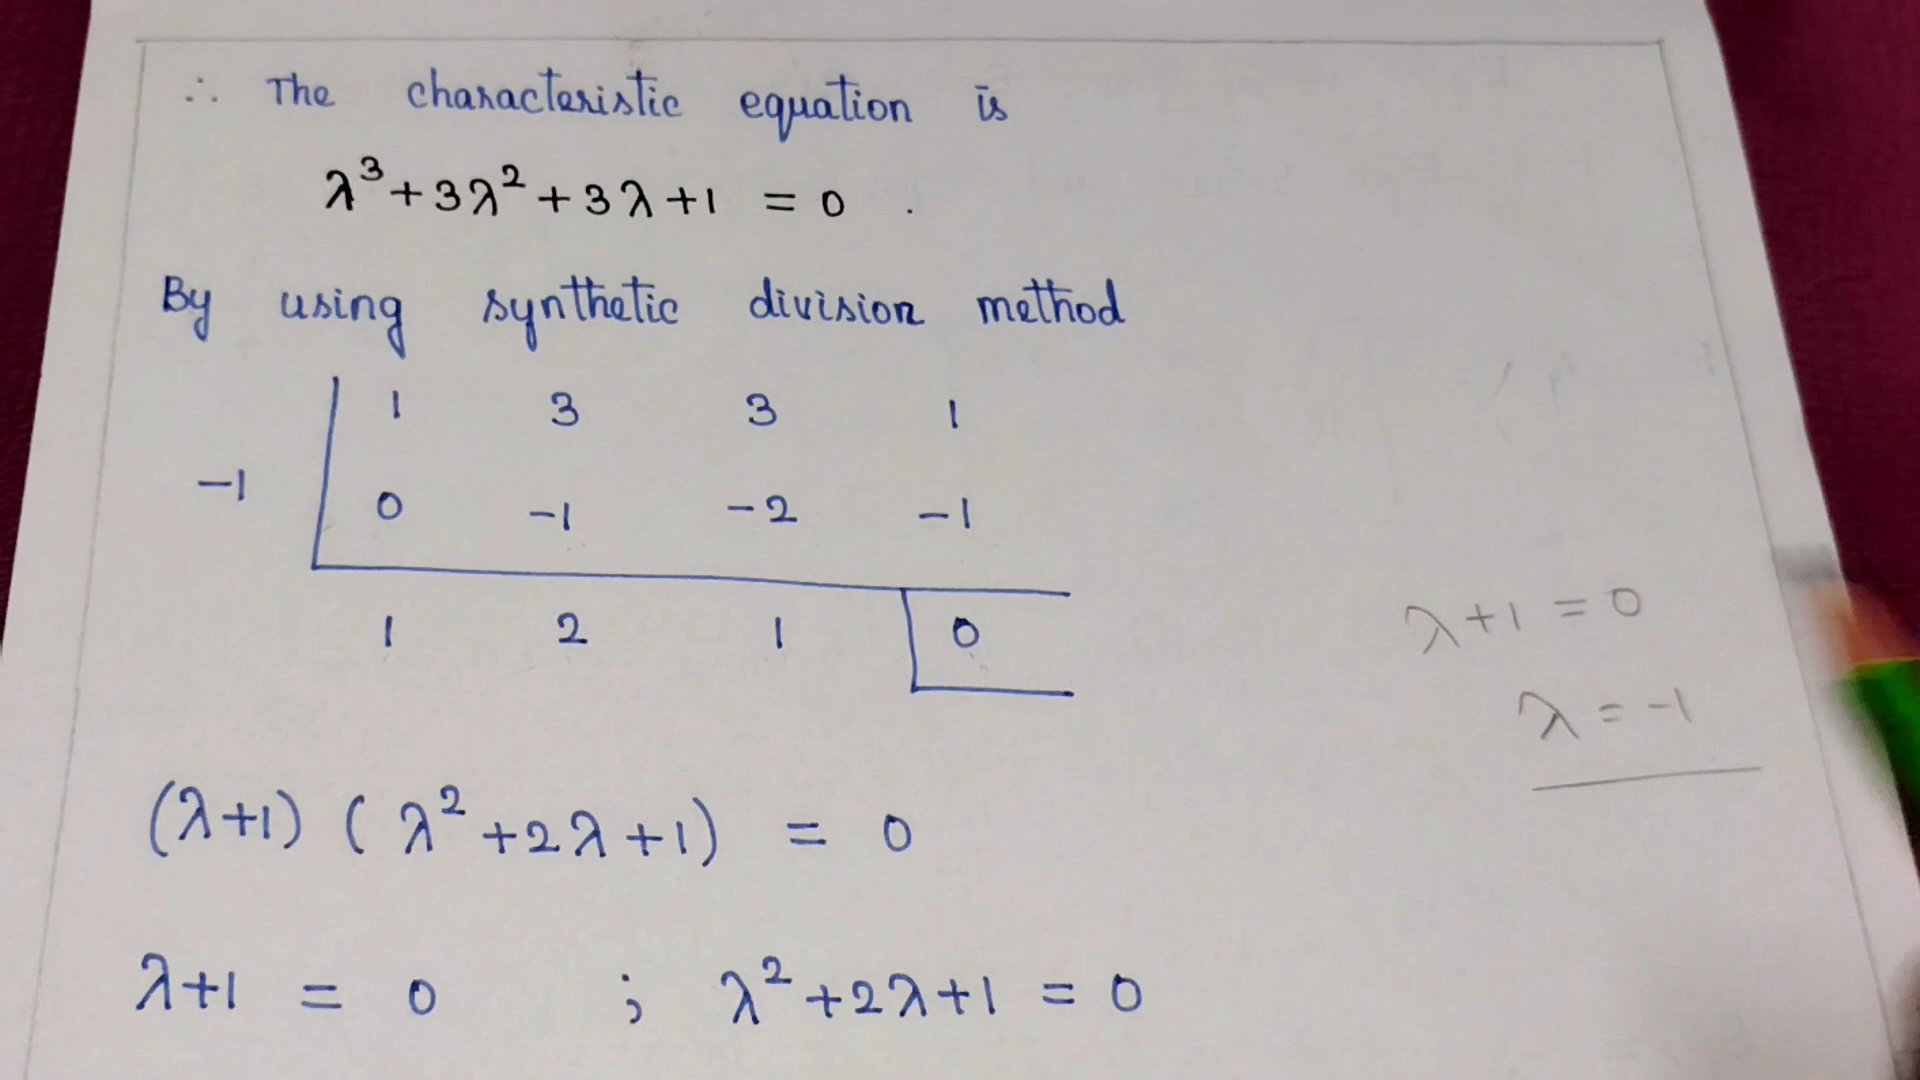 ∴ The characteristic equation is
λ³+3λ²+3λ+1 = 0 .
By using synthetic division method
1 3 3 1
-1
0 -1 -2 -1
1 2 1 0
λ+1 = 0
λ = -1
(λ+1) (λ²+2λ+1) = 0
λ+1 = 0 ; λ²+2λ+1 = 0